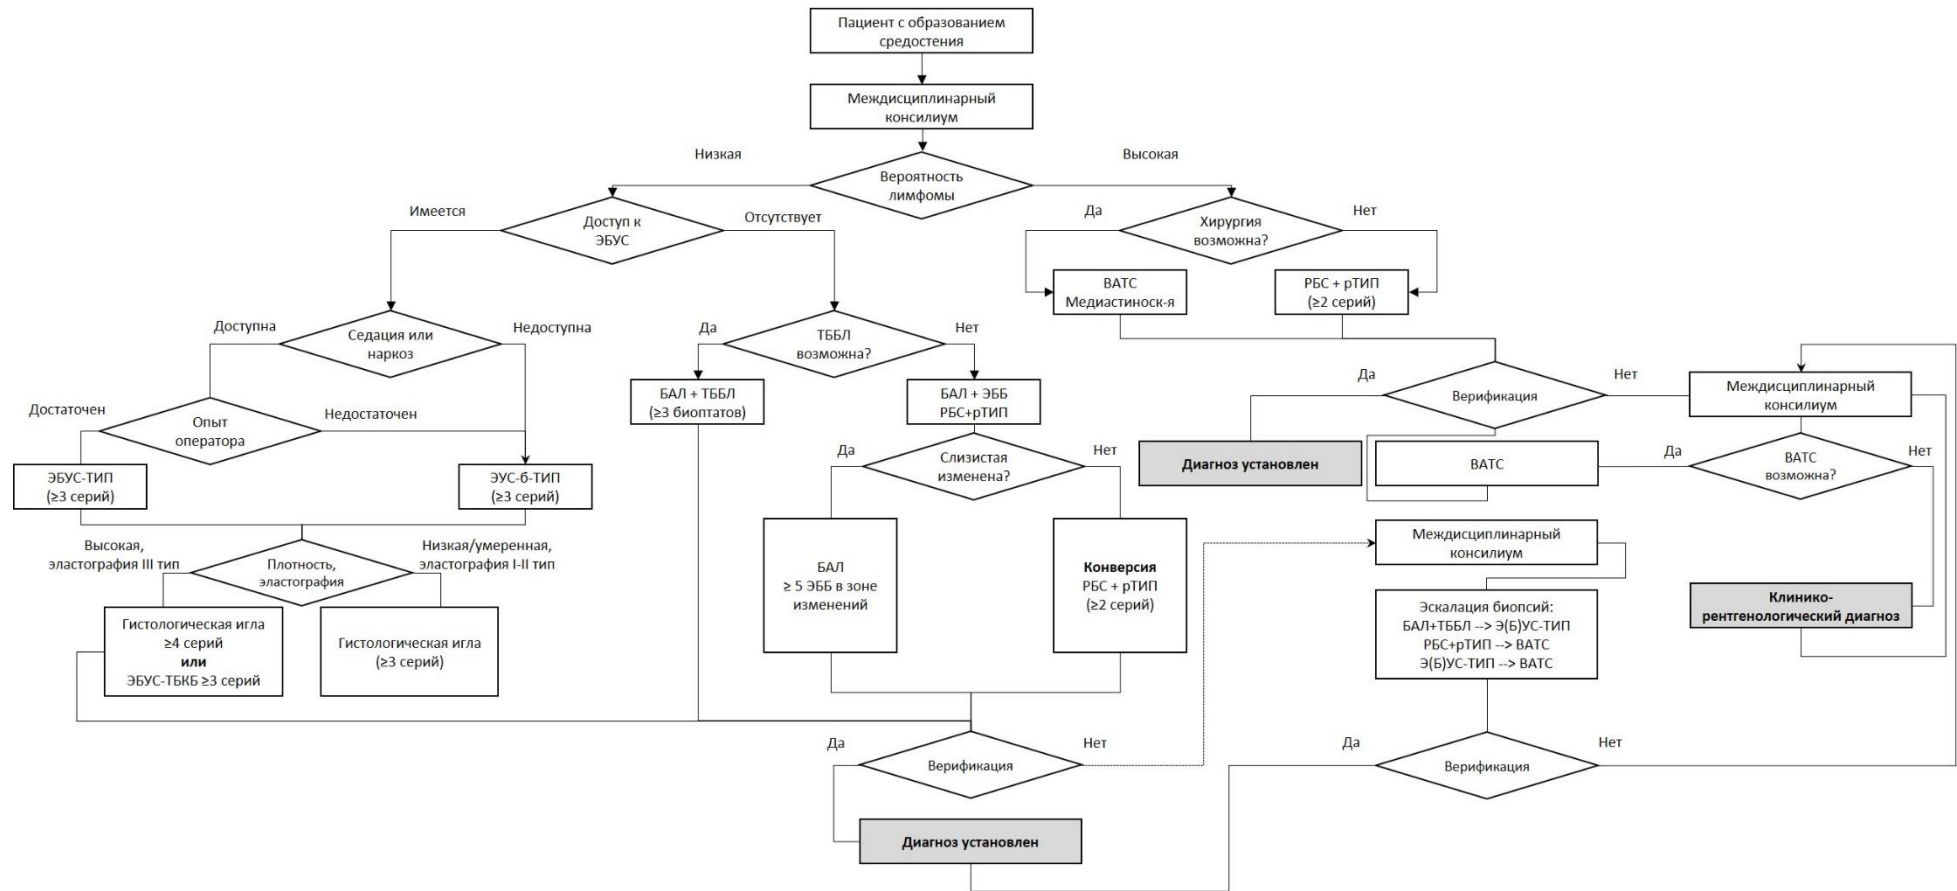 Пациент с образованием
средостения
Междисциплинарный
консилиум
Низкая
Высокая
Вероятность
лимфомы
Имеется
Отсутствует
Доступ к
ЭБУС
Да
Нет
Хирургия
возможна?
ВАТС
Медиастиноск-я
РБС + рТИП
(≥2 серий)
Доступна
Недоступна
Седация или
наркоз
Да
Нет
ТББЛ
возможна?
БАЛ + ТББЛ
(≥3 биоптатов)
БАЛ + ЭББ
РБС+рТИП
Да
Нет
Верификация
Междисциплинарный
консилиум
Достаточен
Недостаточен
Опыт
оператора
Да
Нет
Слизистая
изменена?
Диагноз установлен
ВАТС
Да
Нет
ВАТС
возможна?
ЭБУС-ТИП
(≥3 серий)
ЭУС-б-ТИП
(≥3 серий)
Высокая,
эластография III тип
Низкая/умеренная,
эластография I-II тип
Плотность,
эластография
БАЛ
≥ 5 ЭББ в зоне
изменений
Конверсия
РБС + рТИП
(≥2 серий)
Междисциплинарный
консилиум
Гистологическая игла
≥4 серий
или
ЭБУС-ТБКБ ≥3 серий
Гистологическая игла
(≥3 серий)
Эскалация биопсий:
БАЛ+ТББЛ --> Э(Б)УС-ТИП
РБС+рТИП --> ВАТС
Э(Б)УС-ТИП --> ВАТС
Клинико-
рентгенологический диагноз
Да
Нет
Верификация
Да
Нет
Верификация
Диагноз установлен